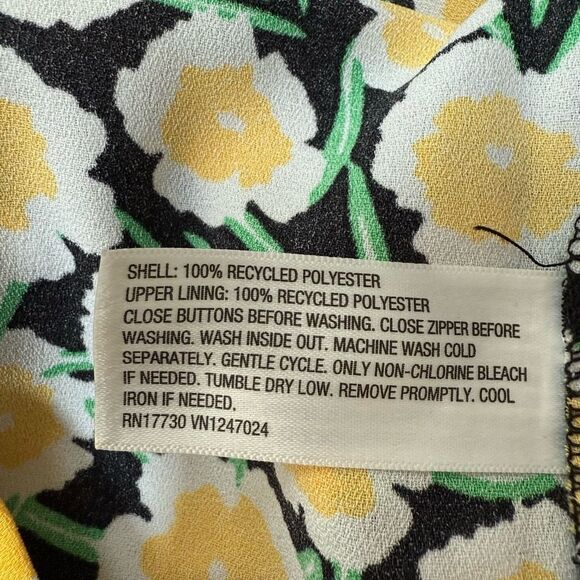 SHELL: 100% RECYCLED POLYESTER
UPPER LINING: 100% RECYCLED POLYESTER
CLOSE BUTTONS BEFORE WASHING. CLOSE ZIPPER BEFORE
WASHING. WASH INSIDE OUT. MACHINE WASH COLD
SEPARATELY. GENTLE CYCLE. ONLY NON-CHLORINE BLEACH
IF NEEDED. TUMBLE DRY LOW. REMOVE PROMPTLY. COOL
IRON IF NEEDED.
RN17730 VN1247024